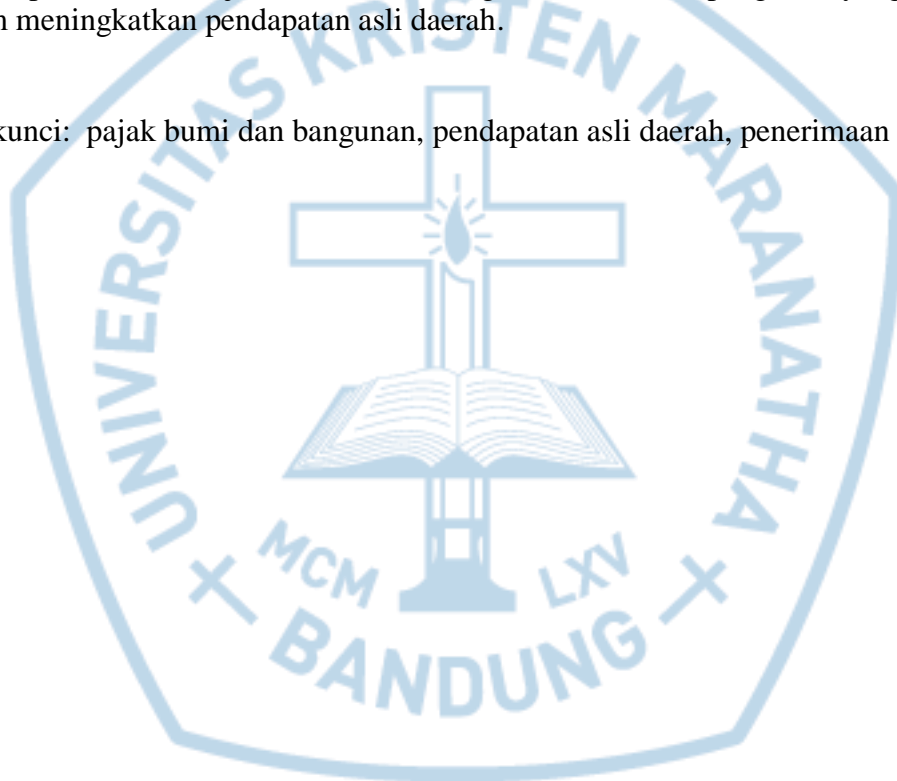 meningkatkan pendapatan asli daerah.
kunci: pajak bumi dan bangunan, pendapatan asli daerah, penerimaan
UNIVERSITAS KRISTEN MARANATHA
MCM LXV
BANDUNG